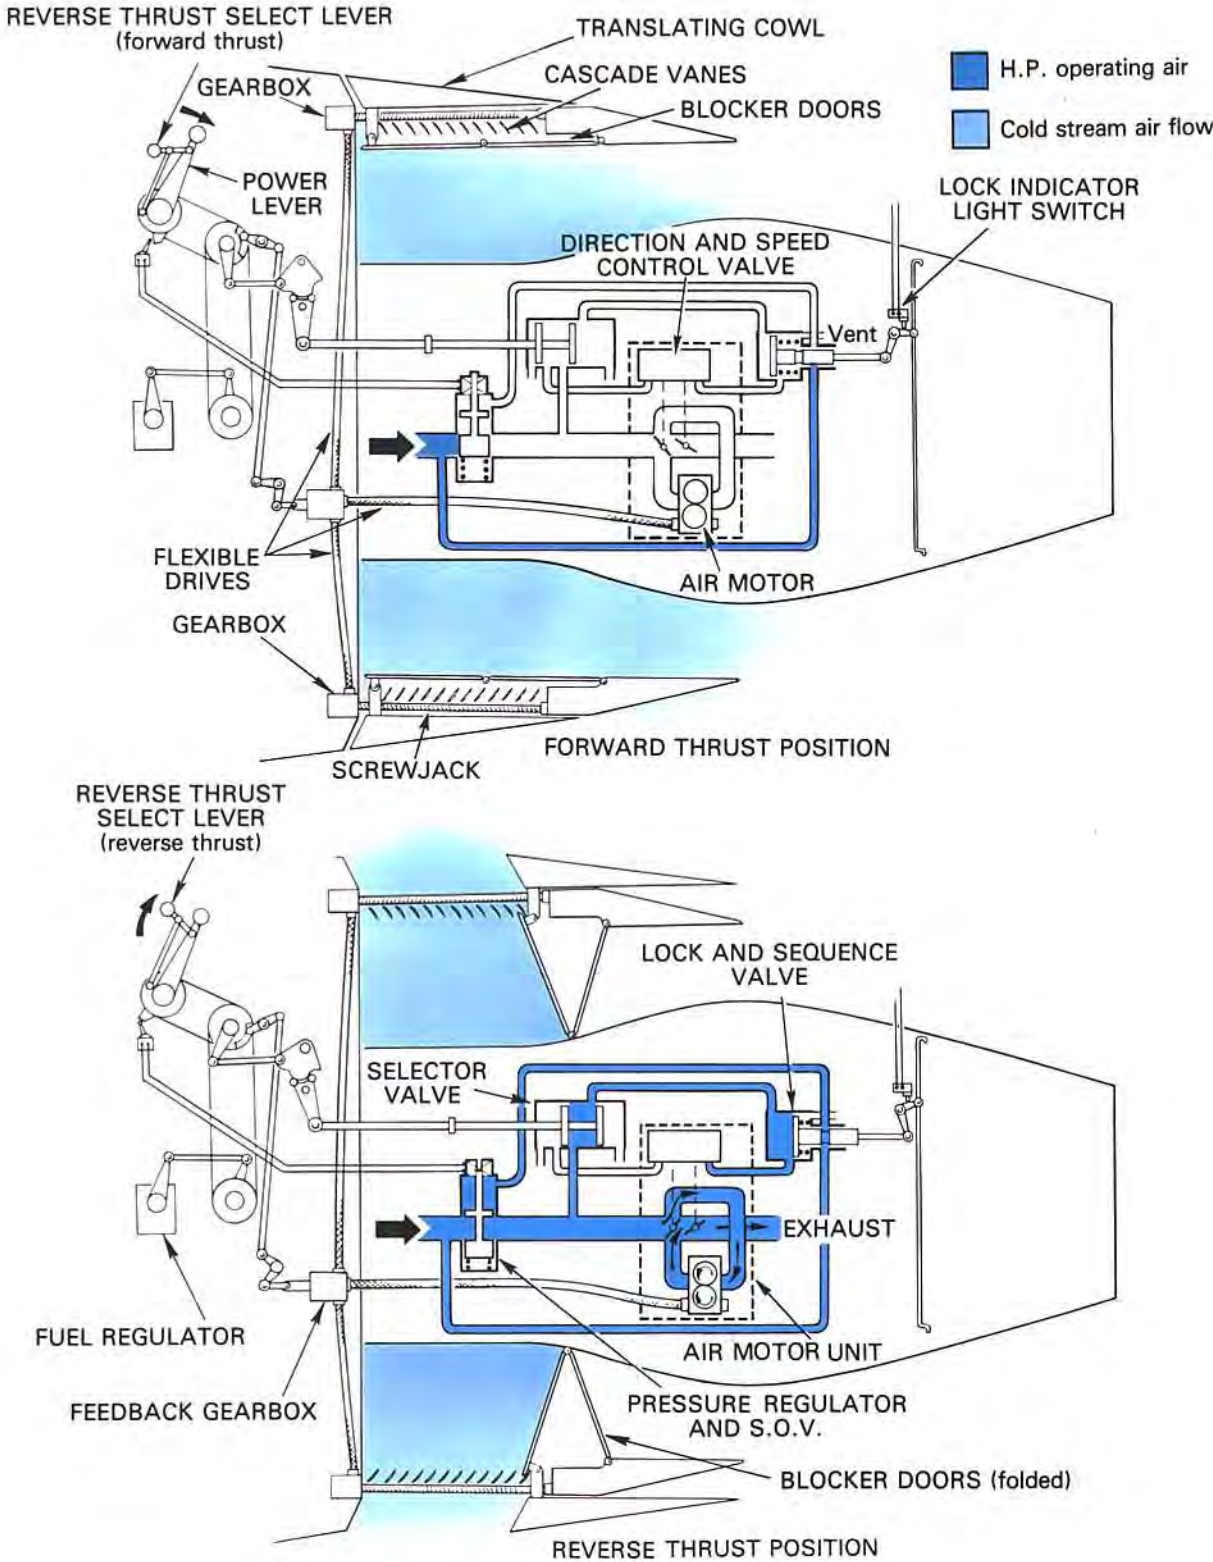 REVERSE THRUST SELECT LEVER
(forward thrust)
TRANSLATING COWL
GEARBOX
CASCADE VANES
BLOCKER DOORS
H.P. operating air
Cold stream air flow
POWER
LEVER
LOCK INDICATOR
LIGHT SWITCH
DIRECTION AND SPEED
CONTROL VALVE
Vent
FLEXIBLE
DRIVES
AIR MOTOR
GEARBOX
SCREWJACK
FORWARD THRUST POSITION
REVERSE THRUST
SELECT LEVER
(reverse thrust)
LOCK AND SEQUENCE
VALVE
SELECTOR
VALVE
EXHAUST
FUEL REGULATOR
AIR MOTOR UNIT
FEEDBACK GEARBOX
PRESSURE REGULATOR
AND S.O.V.
BLOCKER DOORS (folded)
REVERSE THRUST POSITION